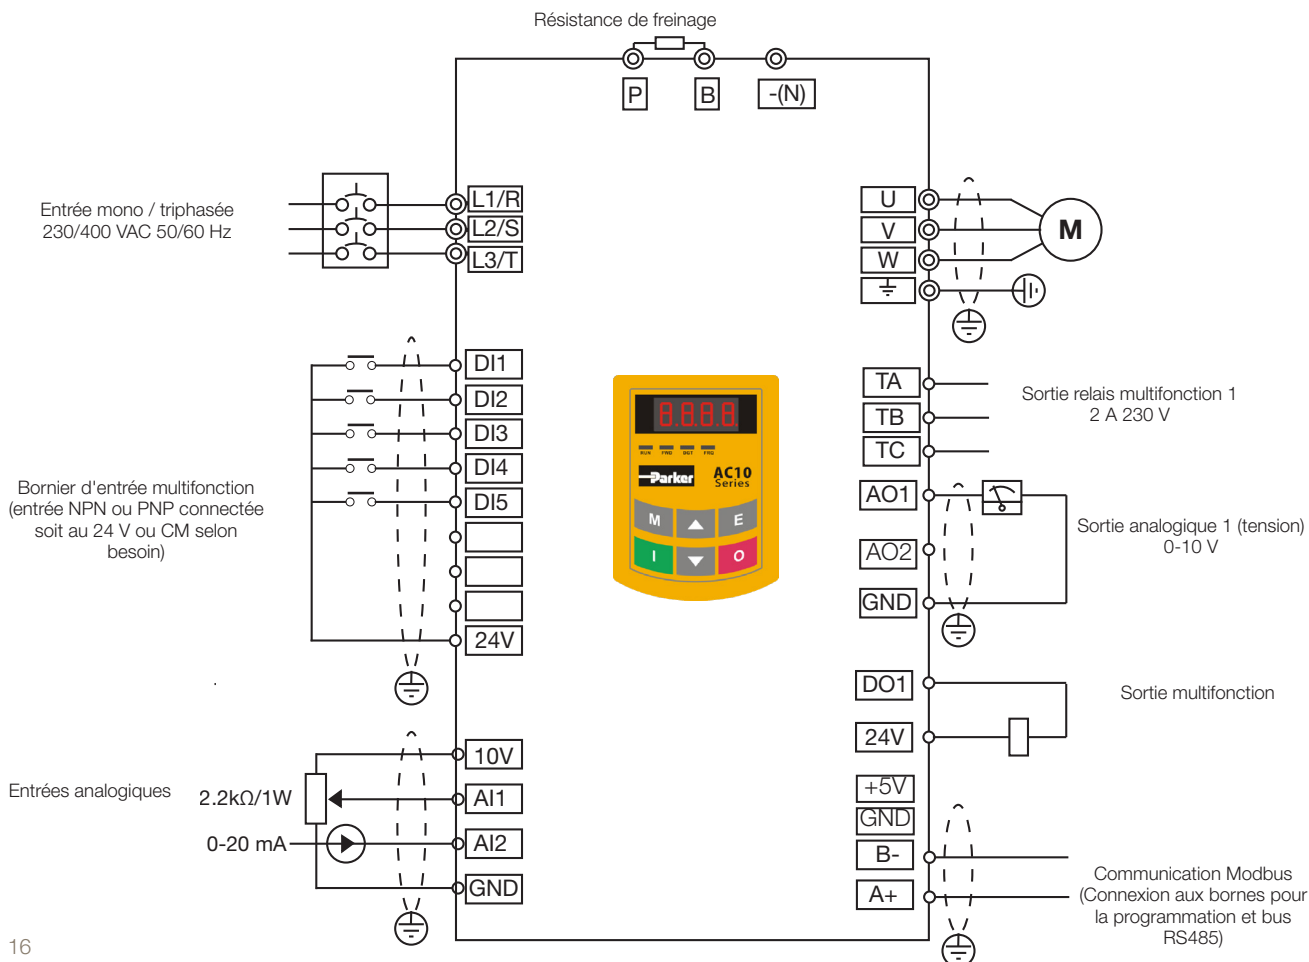 Résistance de freinage
P
B
-(N)
Entrée mono / triphasée
230/400 VAC 50/60 Hz
L1/R
L2/S
L3/T
U
V
W
M
Bornier d'entrée multifonction
(entrée NPN ou PNP connectée
soit au 24 V ou CM selon
besoin)
DI1
DI2
DI3
DI4
DI5
24V
8.8.8.8.
RUN FWD DGT FRQ
Parker
AC10
Series
M
E
I
O
TA
TB
TC
Sortie relais multifonction 1
2 A 230 V
AO1
AO2
GND
Sortie analogique 1 (tension)
0-10 V
DO1
24V
Sortie multifonction
Entrées analogiques
2.2kΩ/1W
0-20 mA
10V
AI1
AI2
GND
+5V
GND
B-
A+
Communication Modbus
(Connexion aux bornes pour
la programmation et bus
RS485)
16